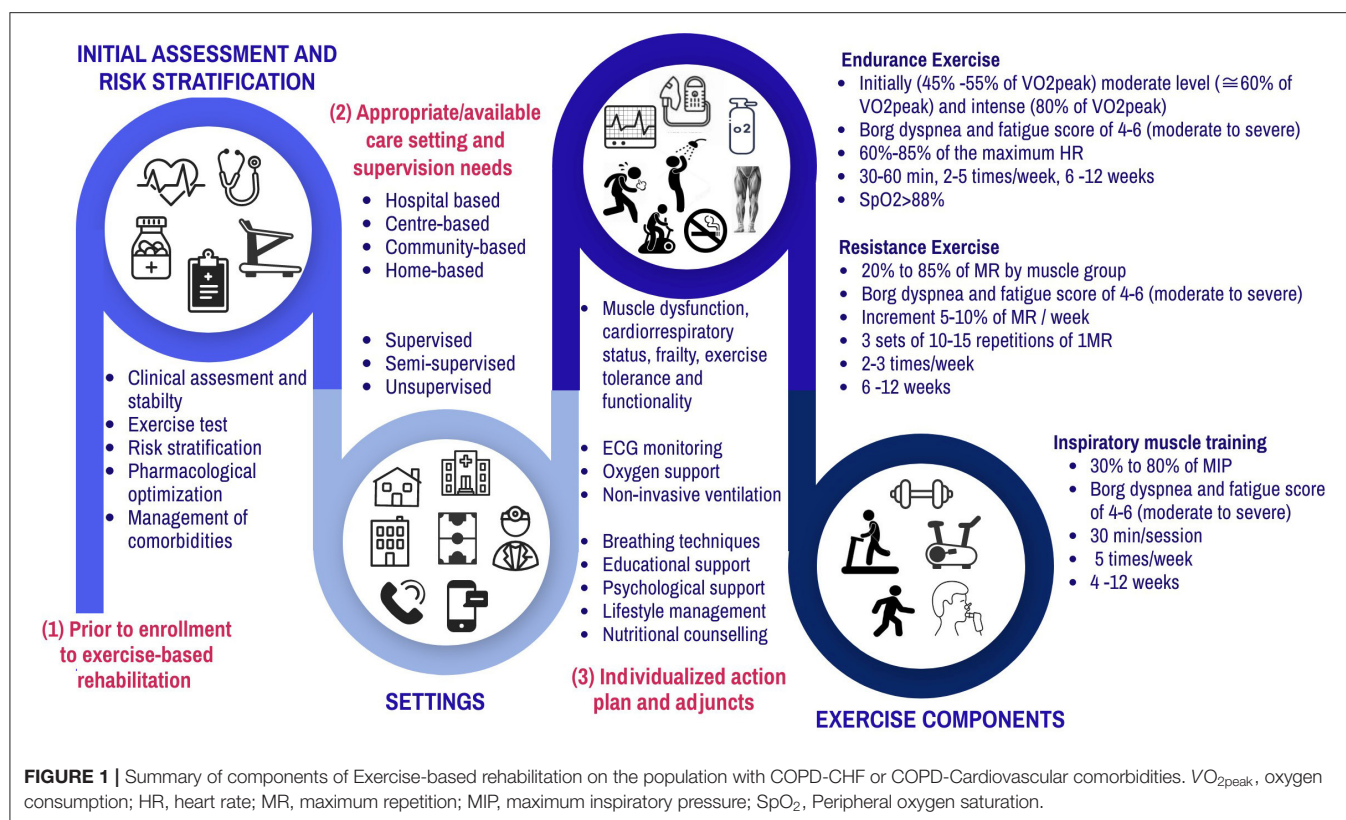 INITIAL ASSESSMENT AND
RISK STRATIFICATION
• Clinical assesment and
stabilty
• Exercise test
• Risk stratification
• Pharmacological
optimization
• Management of
comorbidities
(1) Prior to enrollment
to exercise-based
rehabilitation
(2) Appropriate/available
care setting and
supervision needs
• Hospital based
• Centre-based
• Community-based
• Home-based
• Supervised
• Semi-supervised
• Unsupervised
SETTINGS
o2
• Muscle dysfunction,
cardiorrespiratory
status, frailty, exercise
tolerance and
functionality
• ECG monitoring
• Oxygen support
• Non-invasive ventilation
• Breathing techniques
• Educational support
• Psychological support
• Lifestyle management
• Nutritional counselling
(3) Individualized action
plan and adjuncts
Endurance Exercise
• Initially (45% -55% of VO2peak) moderate level (≅60% of
VO2peak) and intense (80% of VO2peak)
• Borg dyspnea and fatigue score of 4-6 (moderate to severe)
• 60%-85% of the maximum HR
• 30-60 min, 2-5 times/week, 6 -12 weeks
• SpO2>88%
Resistance Exercise
• 20% to 85% of MR by muscle group
• Borg dyspnea and fatigue score of 4-6 (moderate to severe)
• Increment 5-10% of MR / week
• 3 sets of 10-15 repetitions of 1MR
• 2-3 times/week
• 6 -12 weeks
Inspiratory muscle training
• 30% to 80% of MIP
• Borg dyspnea and fatigue score
of 4-6 (moderate to severe)
• 30 min/session
• 5 times/week
• 4 -12 weeks
EXERCISE COMPONENTS
FIGURE 1 | Summary of components of Exercise-based rehabilitation on the population with COPD-CHF or COPD-Cardiovascular comorbidities. VO2peak, oxygen
consumption; HR, heart rate; MR, maximum repetition; MIP, maximum inspiratory pressure; SpO2, Peripheral oxygen saturation.